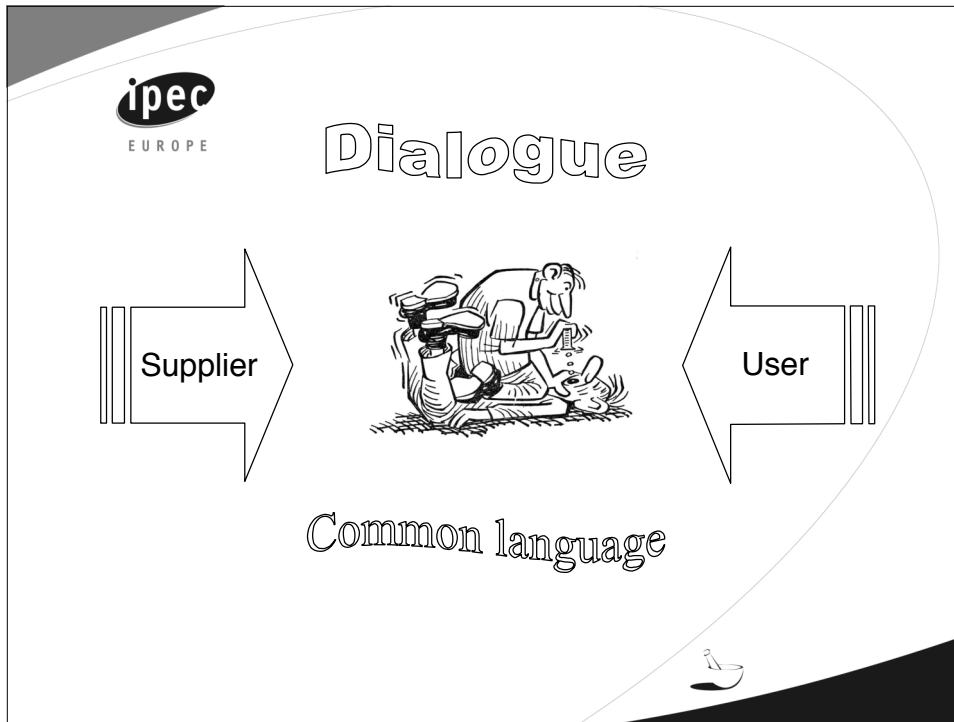 ipec
EUROPE
Dialogue
Supplier
User
Common language